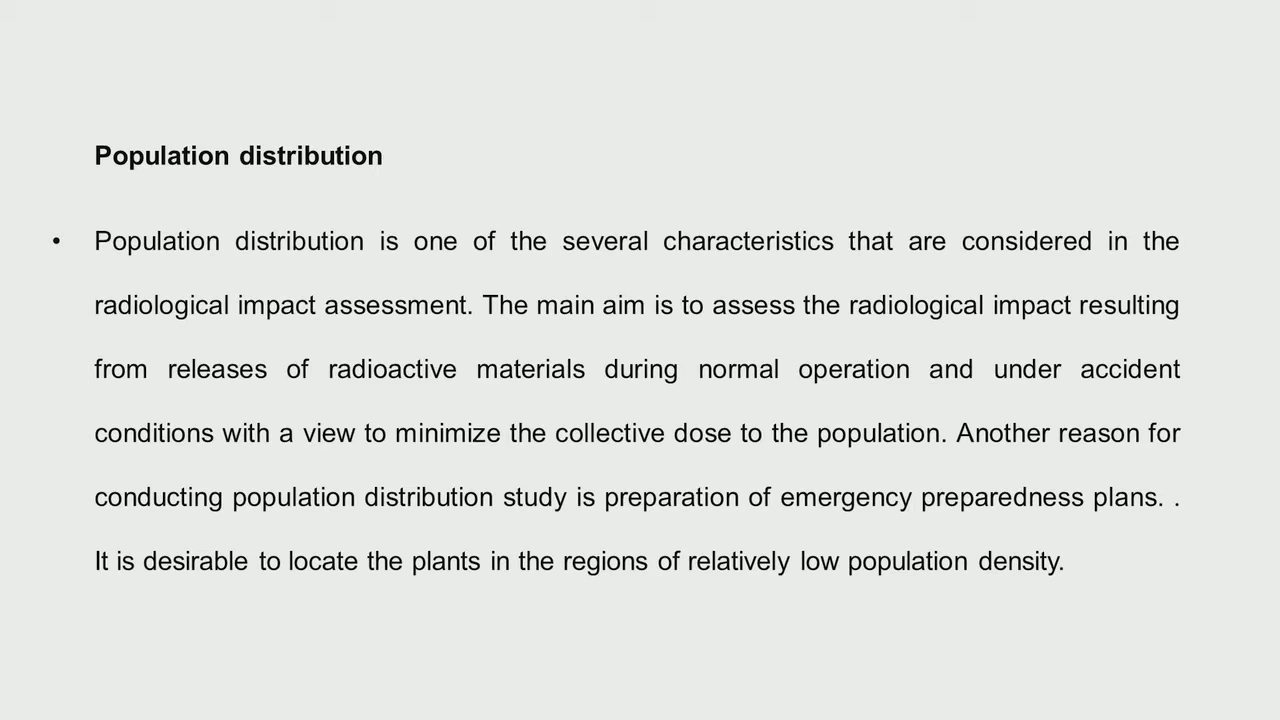 Population distribution
• Population distribution is one of the several characteristics that are considered in the
radiological impact assessment. The main aim is to assess the radiological impact resulting
from releases of radioactive materials during normal operation and under accident
conditions with a view to minimize the collective dose to the population. Another reason for
conducting population distribution study is preparation of emergency preparedness plans. .
It is desirable to locate the plants in the regions of relatively low population density.